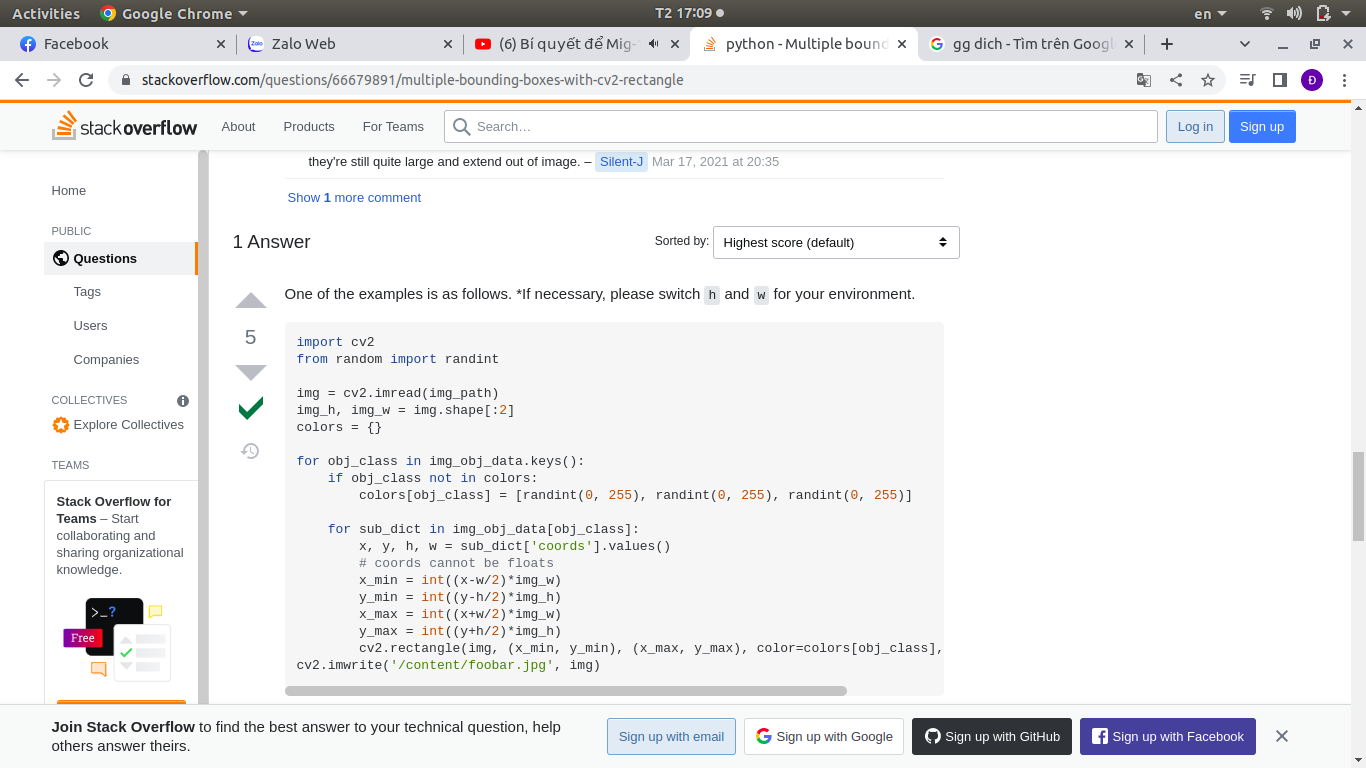 Activities
Google Chrome
T2 17:09
en
Facebook
Zalo Web
(6) Bí quyết để Mig-
python - Multiple bound
gg dich - Tìm trên Googl
stackoverflow.com/questions/66679891/multiple-bounding-boxes-with-cv2-rectangle
Đ
stackoverflow
About
Products
For Teams
Search…
Log in
Sign up
they're still quite large and extend out of image. – Silent-J Mar 17, 2021 at 20:35
Show 1 more comment
Home
PUBLIC
Questions
Tags
Users
Companies
COLLECTIVES
Explore Collectives
TEAMS
Stack Overflow for
Teams – Start
collaborating and
sharing organizational
knowledge.
>_?
Free
1 Answer
Sorted by:
Highest score (default)
5
One of the examples is as follows. *If necessary, please switch h and w for your environment.
import cv2
from random import randint
img = cv2.imread(img_path)
img_h, img_w = img.shape[:2]
colors = {}
for obj_class in img_obj_data.keys():
    if obj_class not in colors:
        colors[obj_class] = [randint(0, 255), randint(0, 255), randint(0, 255)]
    for sub_dict in img_obj_data[obj_class]:
        x, y, h, w = sub_dict['coords'].values()
        # coords cannot be floats
        x_min = int((x-w/2)*img_w)
        y_min = int((y-h/2)*img_h)
        x_max = int((x+w/2)*img_w)
        y_max = int((y+h/2)*img_h)
        cv2.rectangle(img, (x_min, y_min), (x_max, y_max), color=colors[obj_class],
cv2.imwrite('/content/foobar.jpg', img)
Join Stack Overflow to find the best answer to your technical question, help
others answer theirs.
Sign up with email
Sign up with Google
Sign up with GitHub
Sign up with Facebook